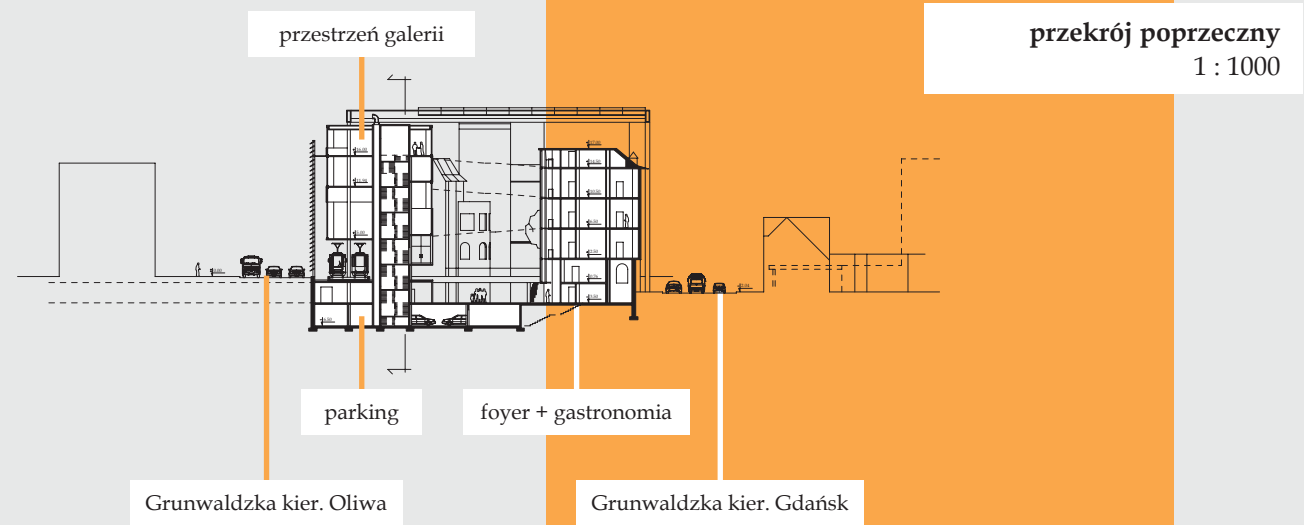 przestrzeń galerii
przekrój poprzeczny
1 : 1000
parking
foyer + gastronomia
Grunwaldzka kier. Oliwa
Grunwaldzka kier. Gdańsk